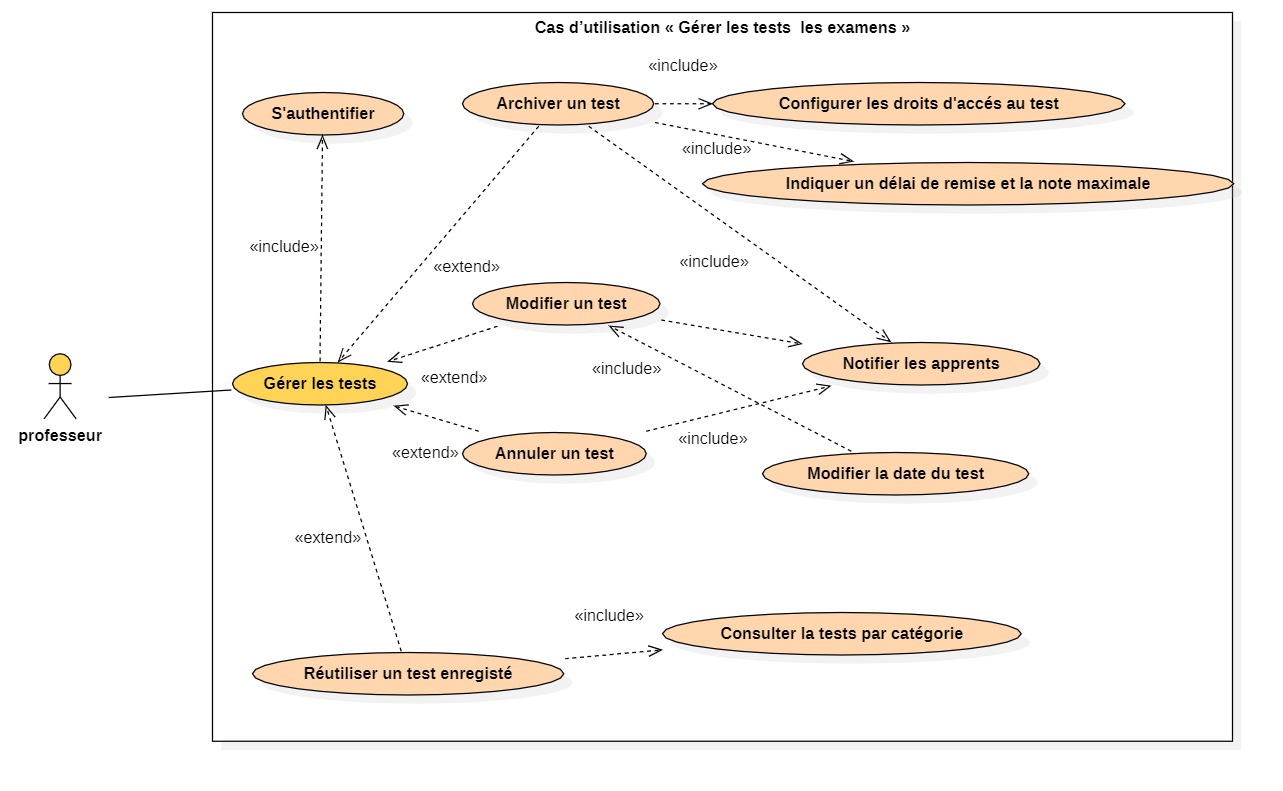 Cas d’utilisation « Gérer les tests  les examens »
«include»
S'authentifier
Archiver un test
Configurer les droits d'accés au test
«include»
Indiquer un délai de remise et la note maximale
«include»
«extend»
«include»
Modifier un test
Notifier les apprents
«include»
«extend»
Gérer les tests
professeur
«include»
«extend»
Annuler un test
Modifier la date du test
«extend»
«include»
Consulter la tests par catégorie
Réutiliser un test enregisté